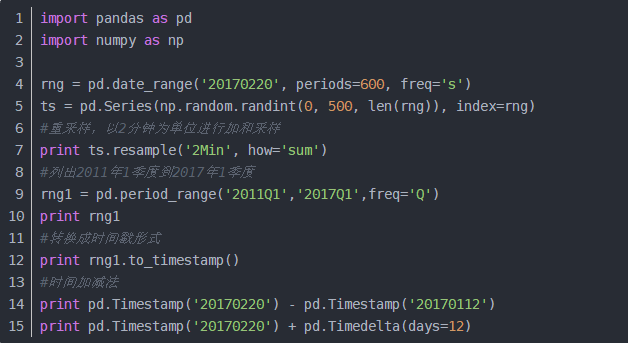 1 import pandas as pd
2 import numpy as np
3
4 rng = pd.date_range('20170220', periods=600, freq='s')
5 ts = pd.Series(np.random.randint(0, 500, len(rng)), index=rng)
6 #重采样，以2分钟为单位进行加和采样
7 print ts.resample('2Min', how='sum')
8 #列出2011年1季度到2017年1季度
9 rng1 = pd.period_range('2011Q1','2017Q1',freq='Q')
10 print rng1
11 #转换成时间戳形式
12 print rng1.to_timestamp()
13 #时间加减法
14 print pd.Timestamp('20170220') - pd.Timestamp('20170112')
15 print pd.Timestamp('20170220') + pd.Timedelta(days=12)